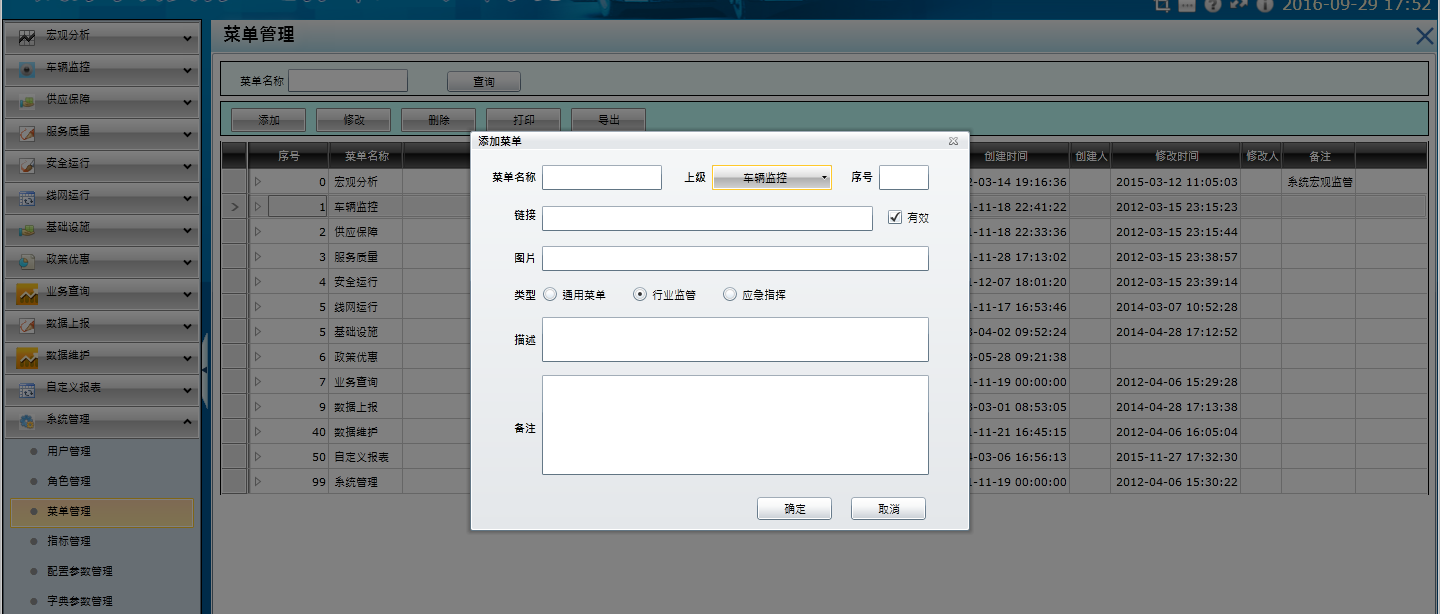 2016-09-29 17:52
宏观分析
车辆监控
供应保障
服务质量
安全运行
线网运行
基础设施
政策优惠
业务查询
数据上报
数据维护
自定义报表
系统管理
用户管理
角色管理
菜单管理
指标管理
配置参数管理
字典参数管理
菜单管理
菜单名称 查询
添加 修改 删除 打印 导出
序号 菜单名称 创建时间 创建人 修改时间 修改人 备注
0 宏观分析 2-03-14 19:16:36 2015-03-12 11:05:03 系统宏观监管
1 车辆监控 1-11-18 22:41:22 2012-03-15 23:15:23
2 供应保障 1-11-18 22:33:36 2012-03-15 23:15:44
3 服务质量 1-11-28 17:13:02 2012-03-15 23:38:57
4 安全运行 1-12-07 18:01:20 2012-03-15 23:39:14
5 线网运行 1-11-17 16:53:46 2014-03-07 10:52:28
5 基础设施 3-04-02 09:52:24 2014-04-28 17:12:52
6 政策优惠 3-05-28 09:21:38
7 业务查询 1-11-19 00:00:00 2012-04-06 15:29:28
9 数据上报 3-03-01 08:53:05 2014-04-28 17:13:38
40 数据维护 1-11-21 16:45:15 2012-04-06 16:05:04
50 自定义报表 4-03-06 16:56:13 2015-11-27 17:32:30
99 系统管理 1-11-19 00:00:00 2012-04-06 15:30:22
添加菜单
菜单名称 上级 车辆监控 序号
链接 有效
图片
类型 通用菜单 行业监管 应急指挥
描述
备注
确定 取消